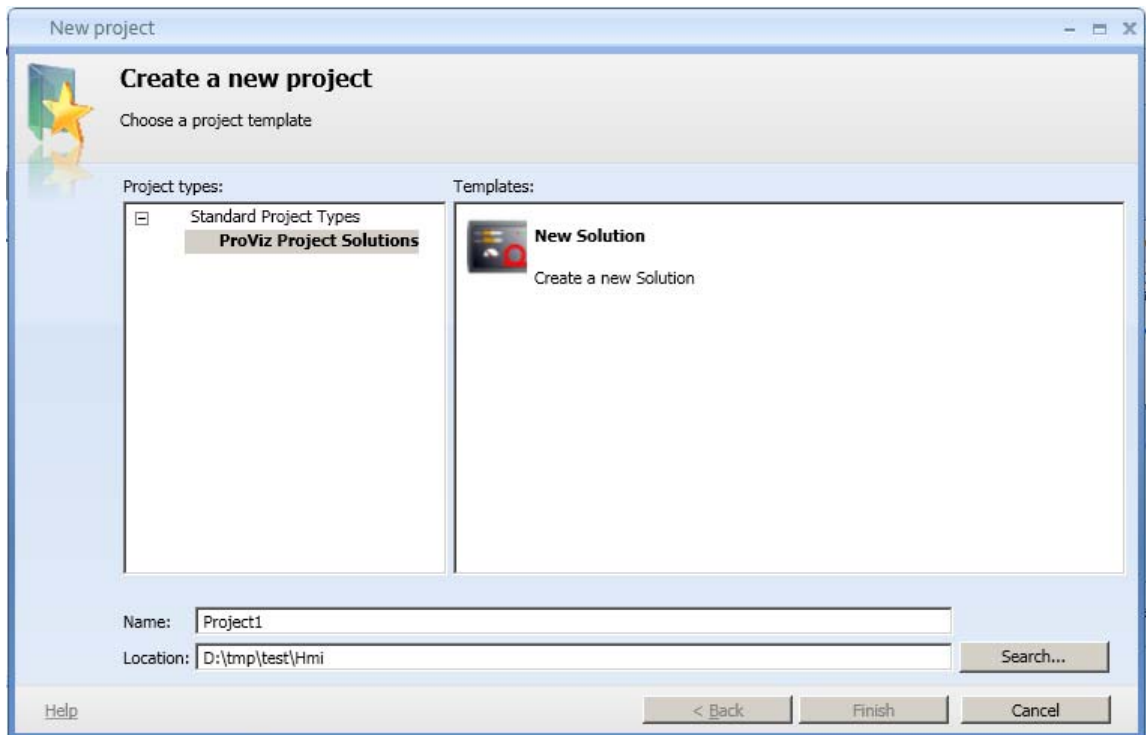 New project
Create a new project
Choose a project template
Project types:
Templates:
Standard Project Types
ProViz Project Solutions
New Solution
Create a new Solution
Name: Project1
Location: D:\tmp\test\Hmi Search...
Help < Back Finish Cancel